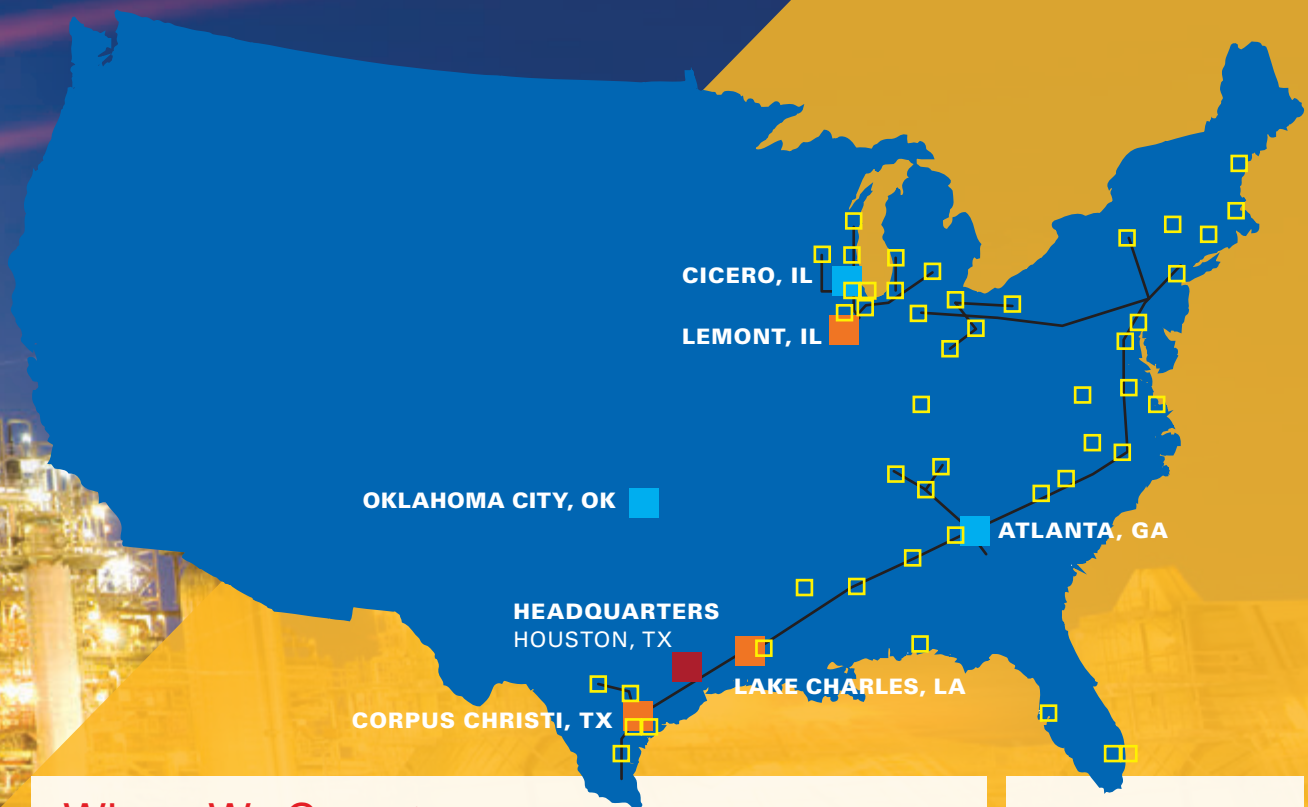 CICERO, IL
LEMONT, IL
OKLAHOMA CITY, OK
ATLANTA, GA
HEADQUARTERS
HOUSTON, TX
LAKE CHARLES, LA
CORPUS CHRISTI, TX